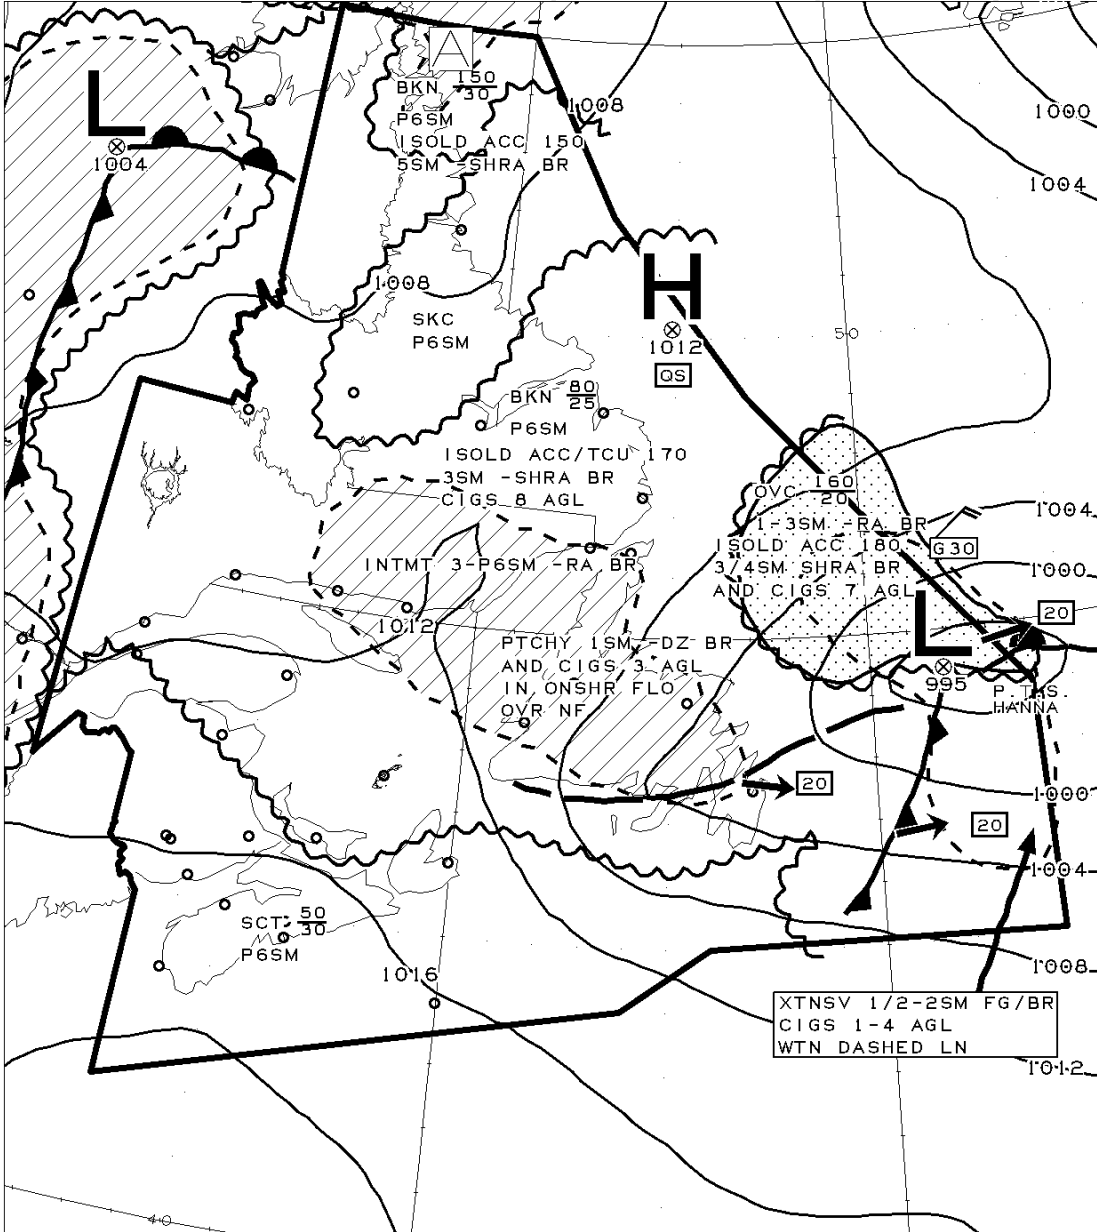 A
BKN 150
30
P6SM
ISOLD ACC 150
5SM -SHRA BR
1008
1000
L
1004
1004
1008
H
1012
QS
SKC
P6SM
50
BKN 80
25
P6SM
ISOLD ACC/TCU 170
3SM -SHRA BR
CIGS 8 AGL
OVC 160
20
1-3SM -RA BR
ISOLD ACC 180
3/4SM SHRA BR
AND CIGS 7 AGL
1004
G30
1000
INTMT 3-P6SM -RA BR
1012
L
995
20
P.T.S.
HANNA
PTCHY 1SM -DZ BR
AND CIGS 3 AGL
IN ONSHR FLO
OVR NF
20
1000
20
1004
SCT 50
30
P6SM
1016
1008
XTNSV 1/2-2SM FG/BR
CIGS 1-4 AGL
WTN DASHED LN
1012
40